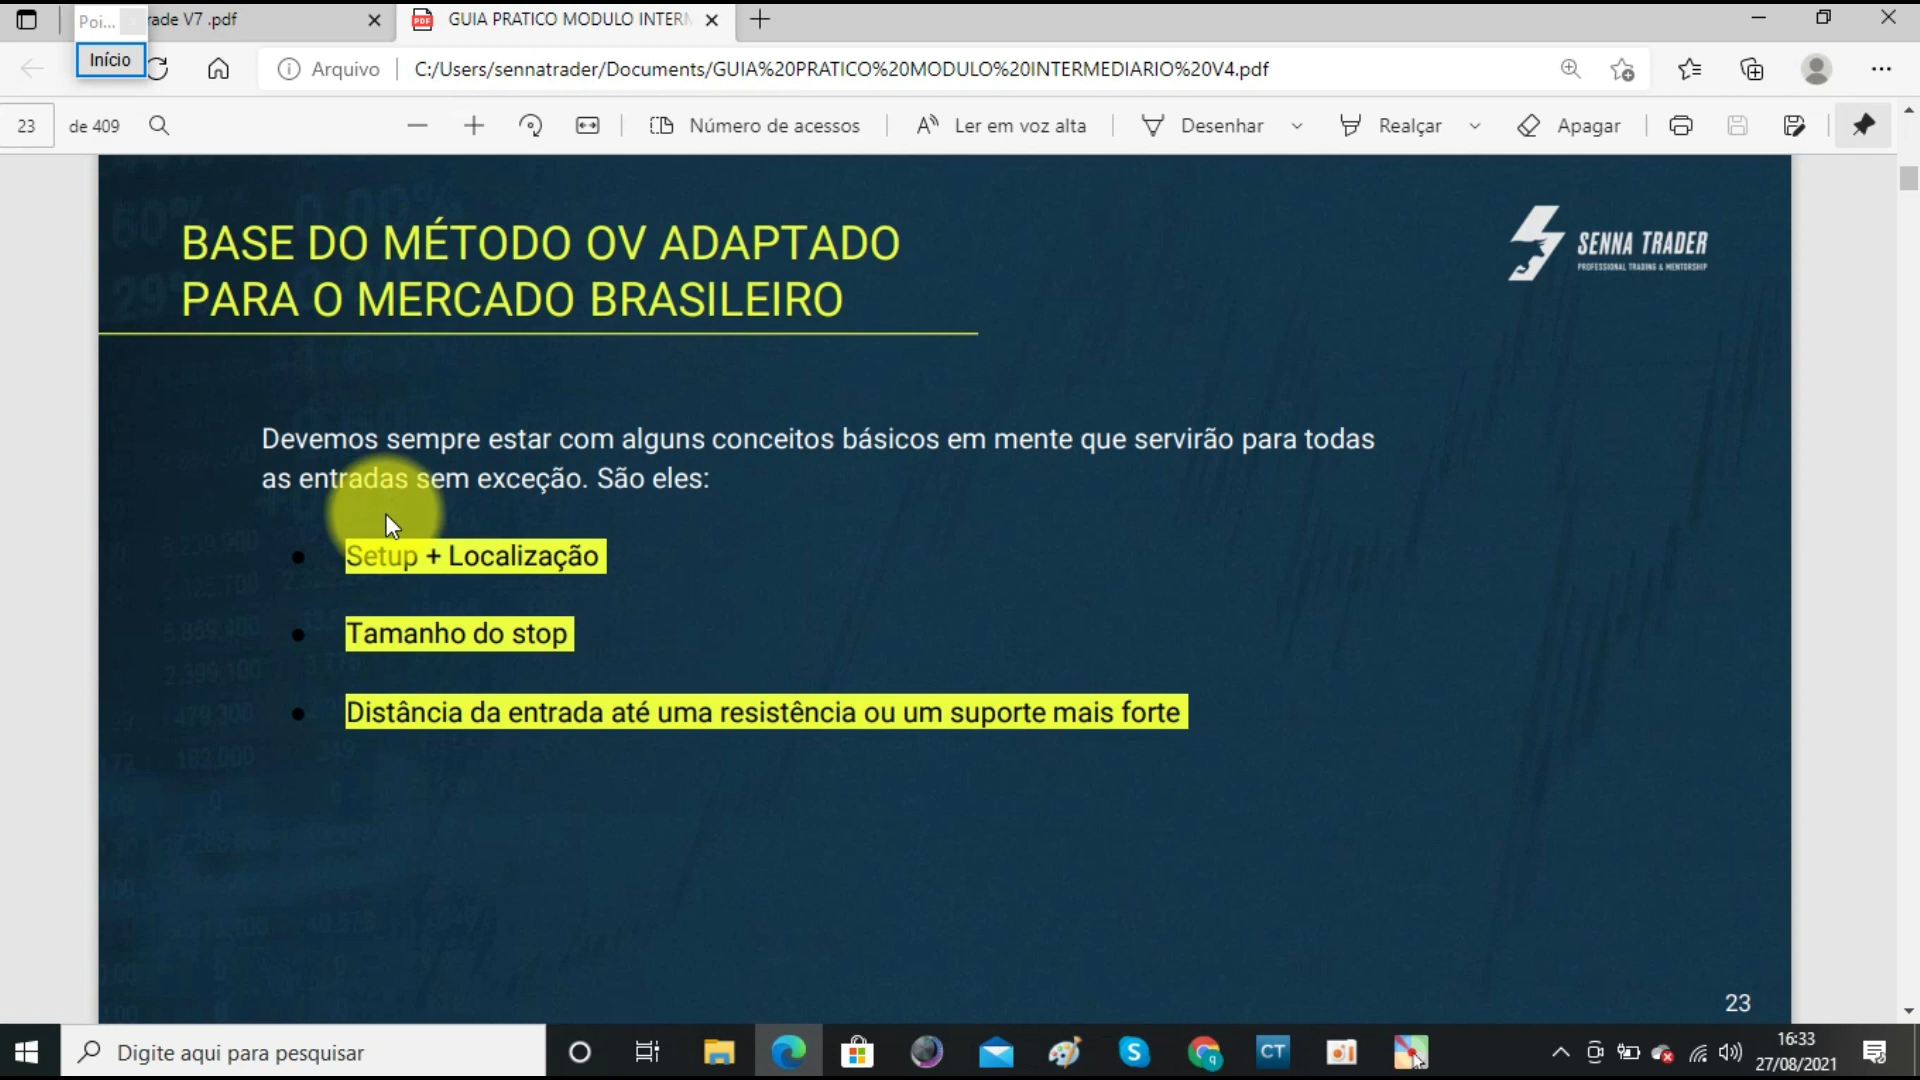 Poi...
rade V7 .pdf
GUIA PRATICO MODULO INTERM
Início
Arquivo
C:/Users/sennatrader/Documents/GUIA%20PRATICO%20MODULO%20INTERMEDIARIO%20V4.pdf
23
de 409
Número de acessos
Ler em voz alta
Desenhar
Realçar
Apagar
BASE DO MÉTODO OV ADAPTADO
PARA O MERCADO BRASILEIRO
SENNA TRADER
PROFESSIONAL TRADING & MENTORSHIP
Devemos sempre estar com alguns conceitos básicos em mente que servirão para todas
as entradas sem exceção. São eles:
Setup + Localização
Tamanho do stop
Distância da entrada até uma resistência ou um suporte mais forte
23
Digite aqui para pesquisar
CT
16:33
27/08/2021